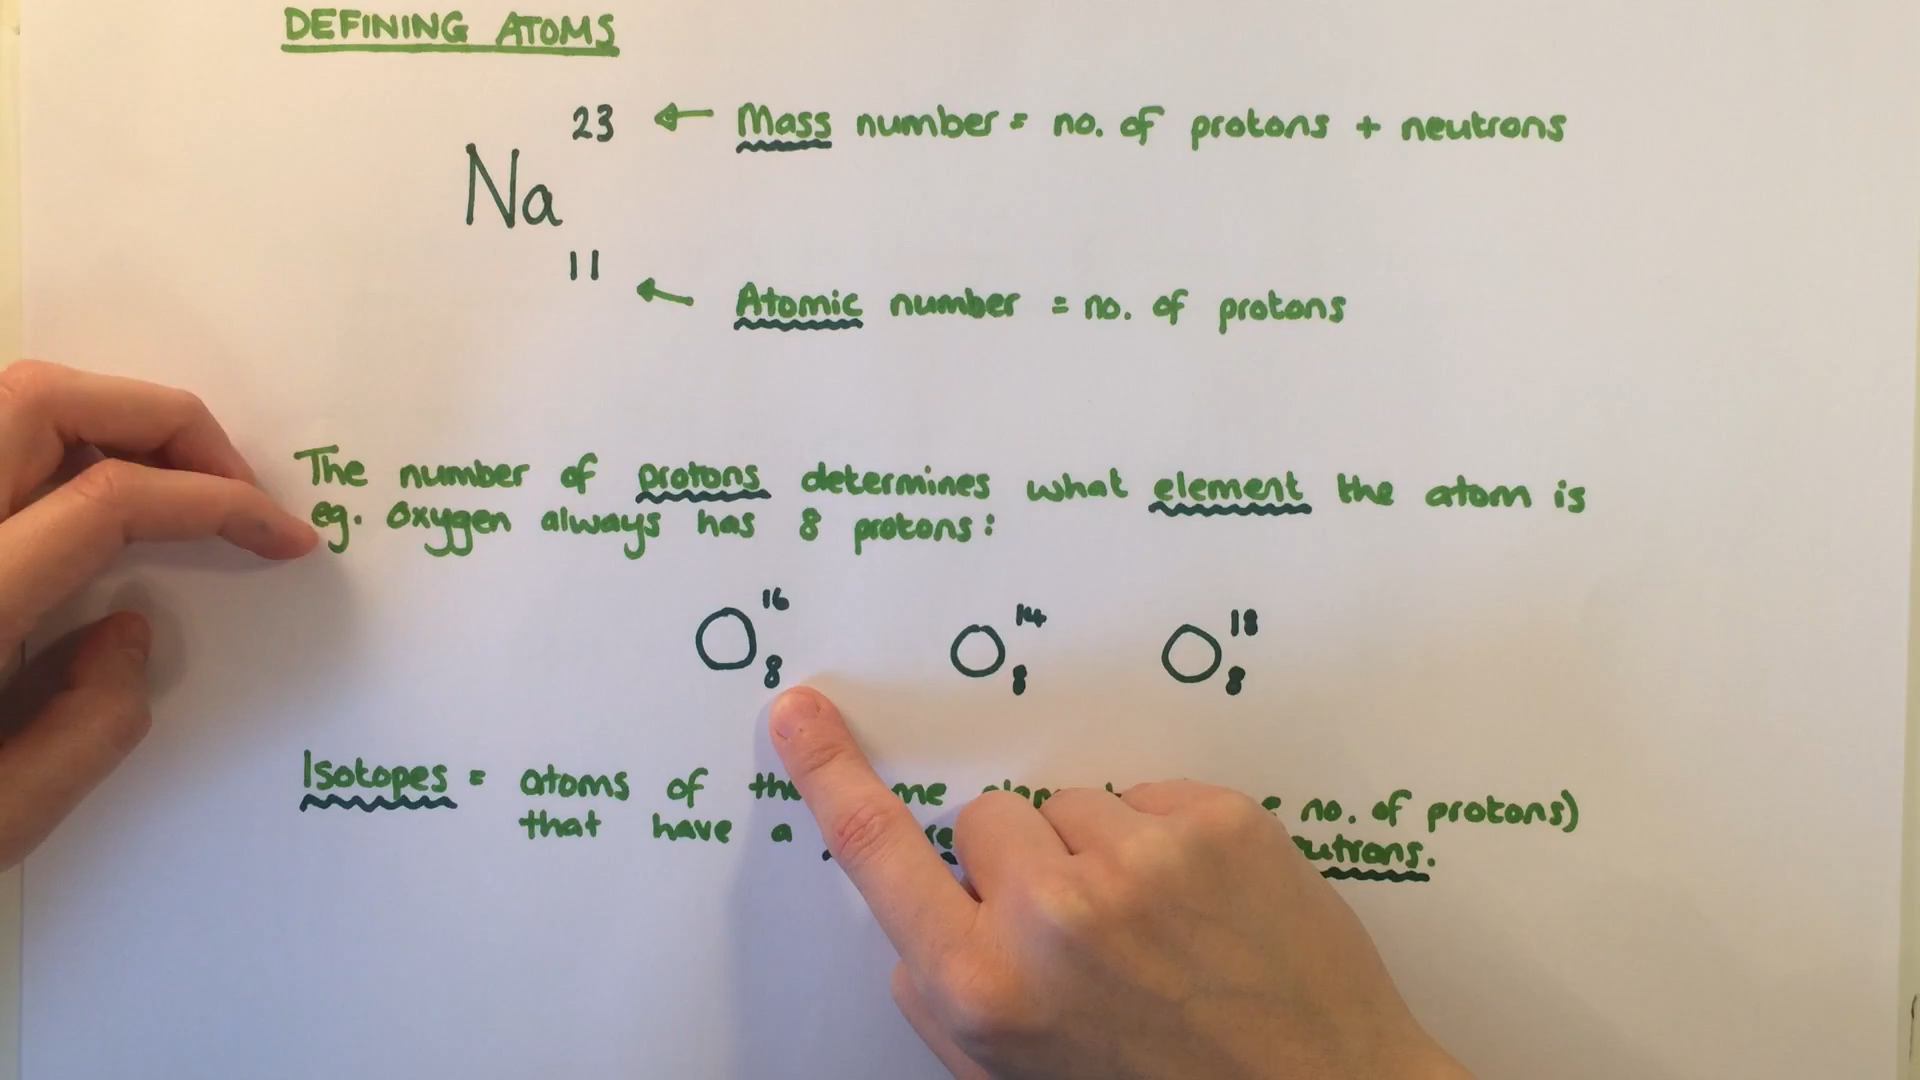 DEFINING ATOMS
23 ← Mass number = no. of protons + neutrons
Na
11 ← Atomic number = no. of protons
The number of protons determines what element the atom is
eg. oxygen always has 8 protons:
O 16 8 O 14 8 O 18 8
Isotopes = atoms of no. of protons)
that have a